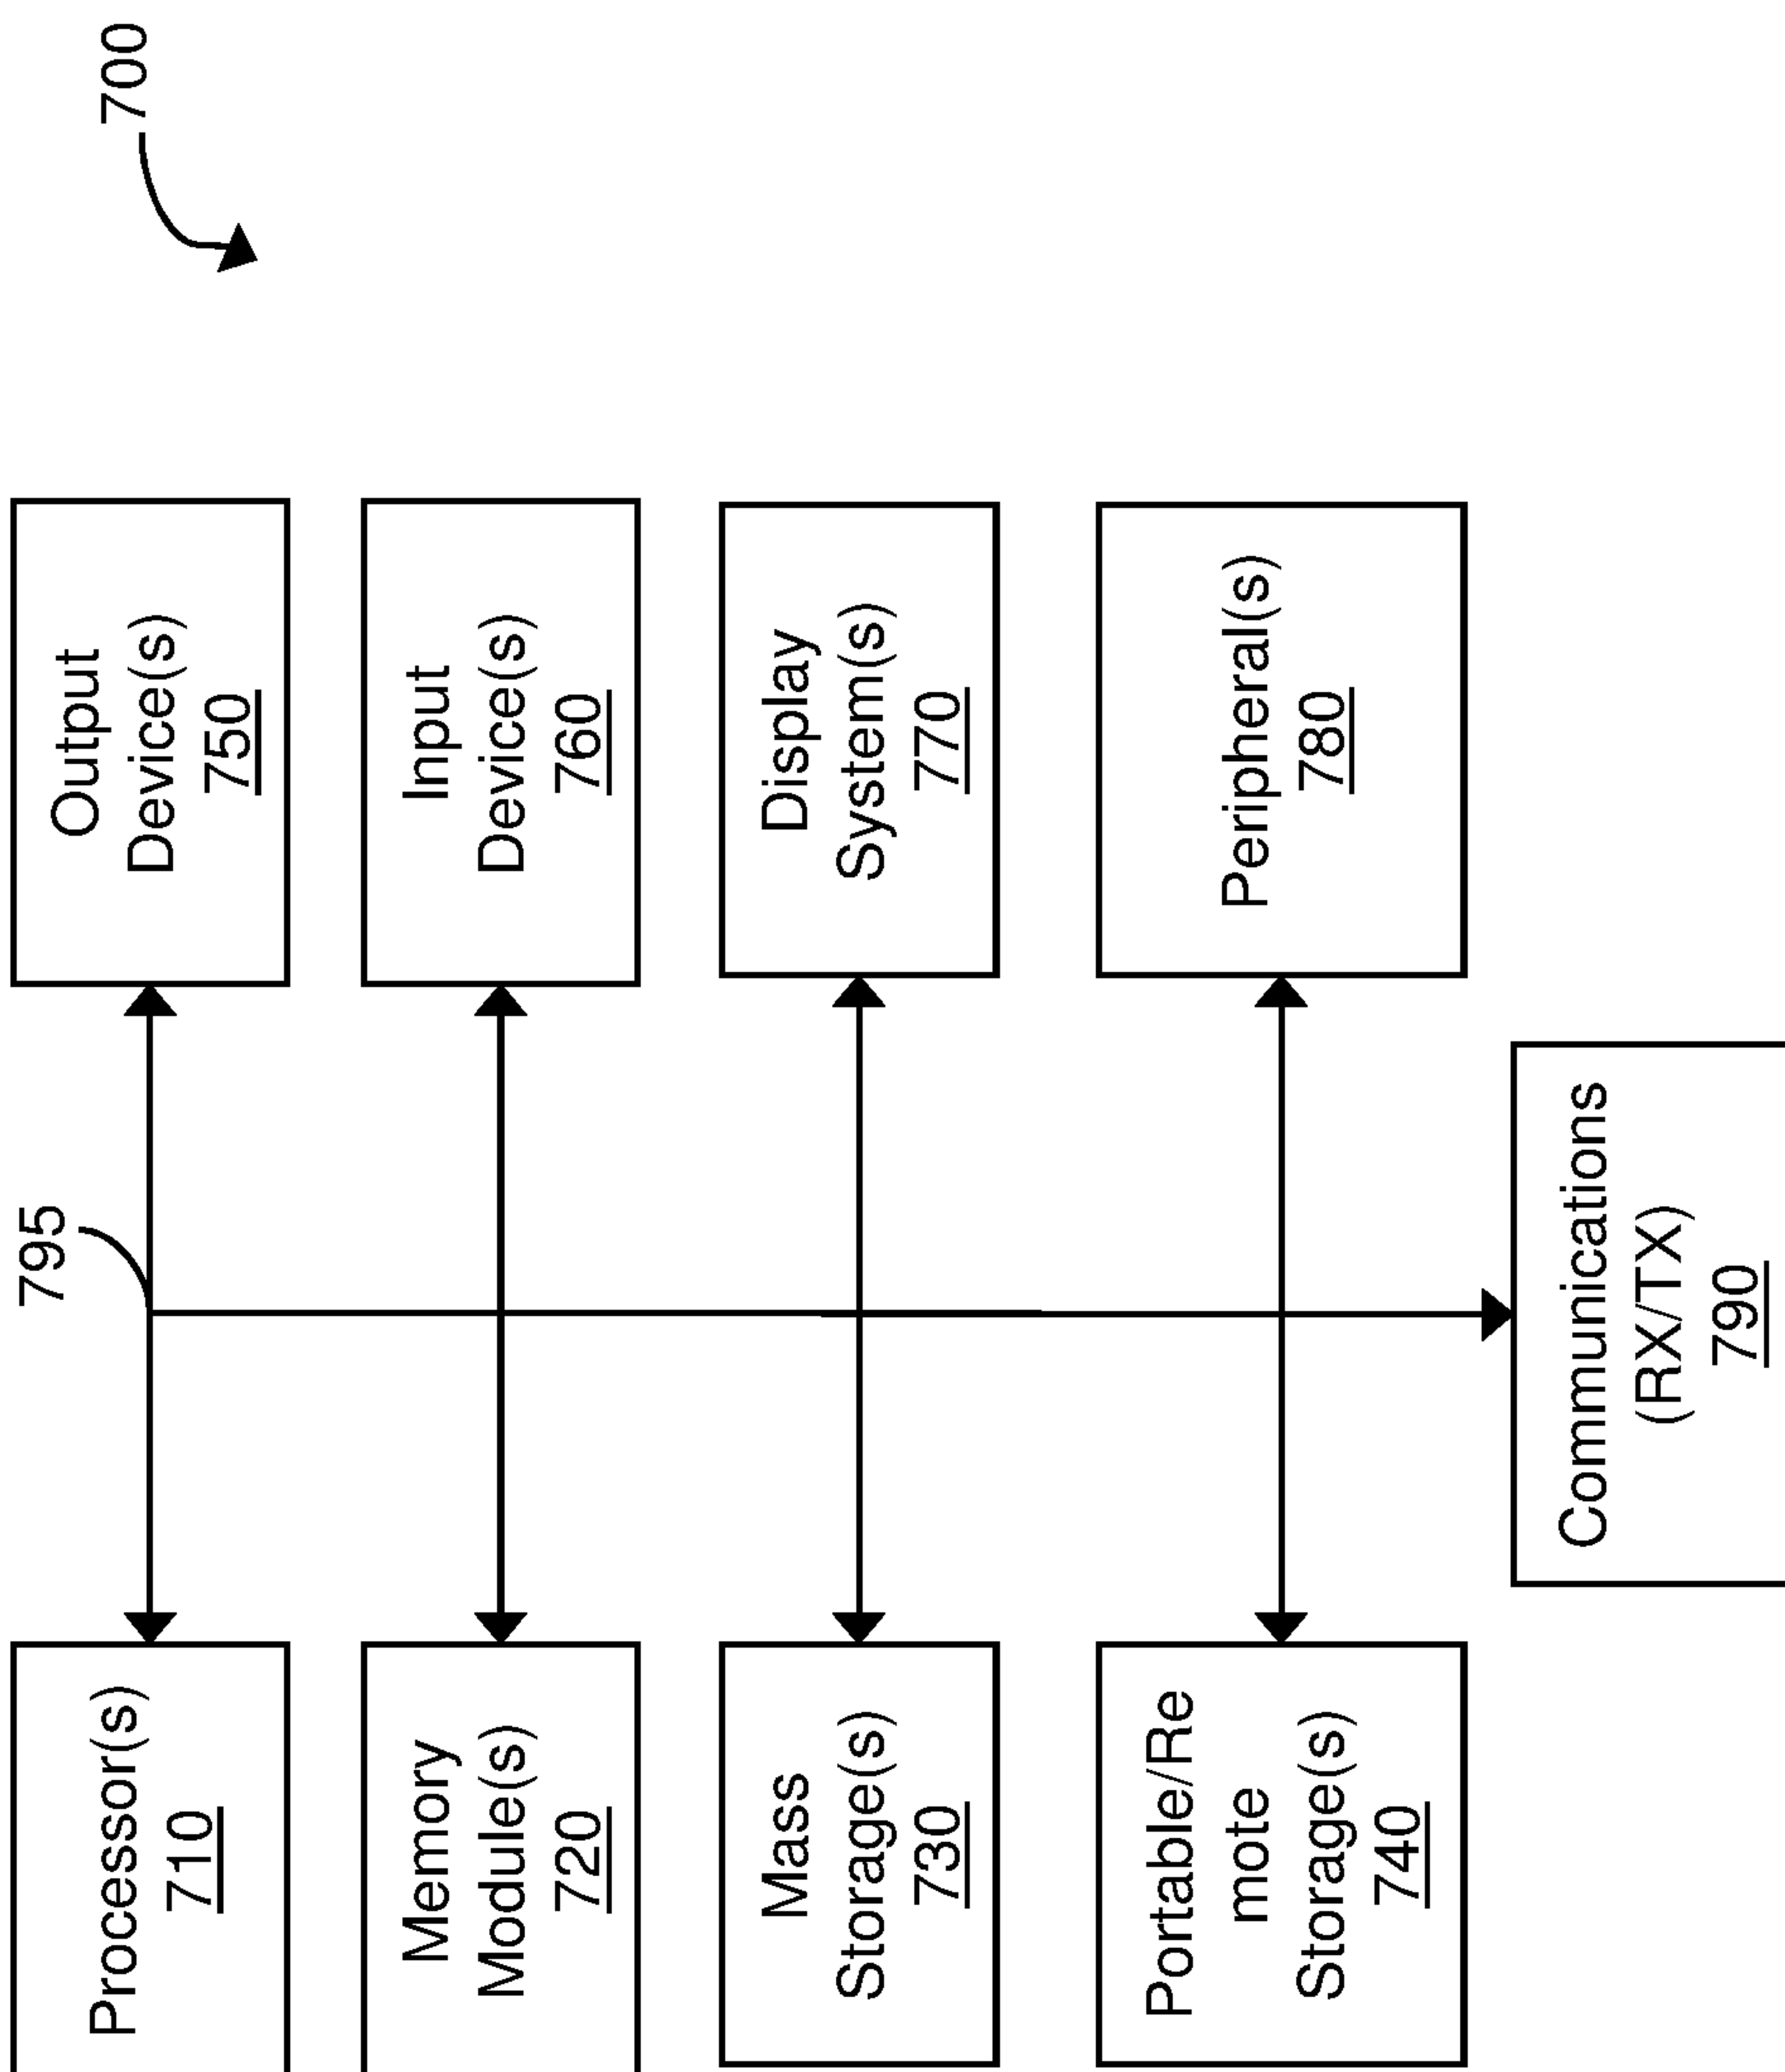 700
795
Processor(s)
710
Output
Device(s)
750
Memory
Module(s)
720
Input
Device(s)
760
Mass
Storage(s)
730
Display
System(s)
770
Portable/Re
mote
Storage(s)
740
Peripheral(s)
780
Communications
(RX/TX)
790